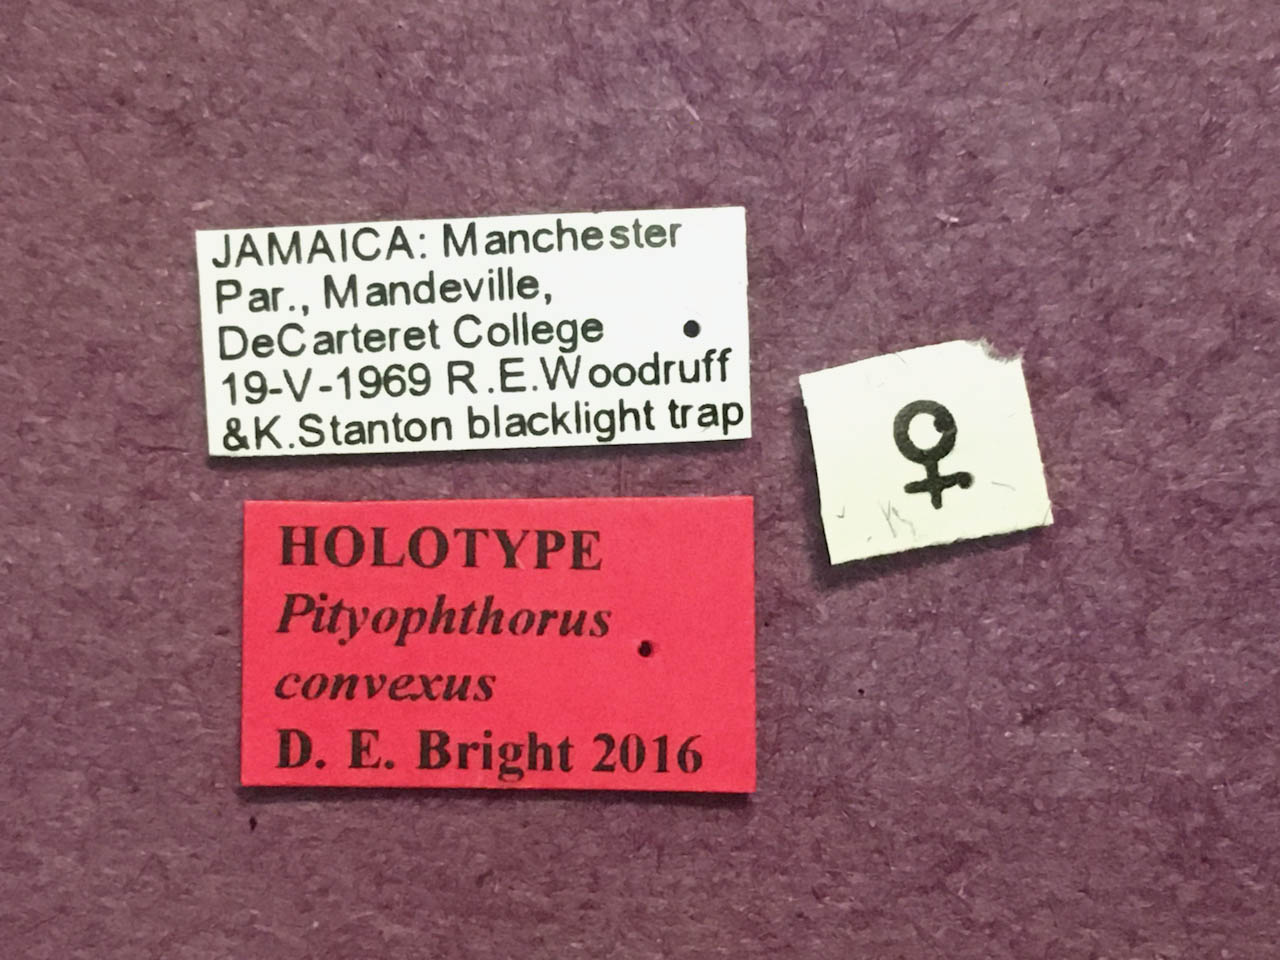 JAMAICA: Manchester
Par., Mandeville,
DeCarteret College
19-V-1969 R.E.Woodruff
&K.Stanton blacklight trap
♀
HOLOTYPE
Pityophthorus
convexus
D. E. Bright 2016